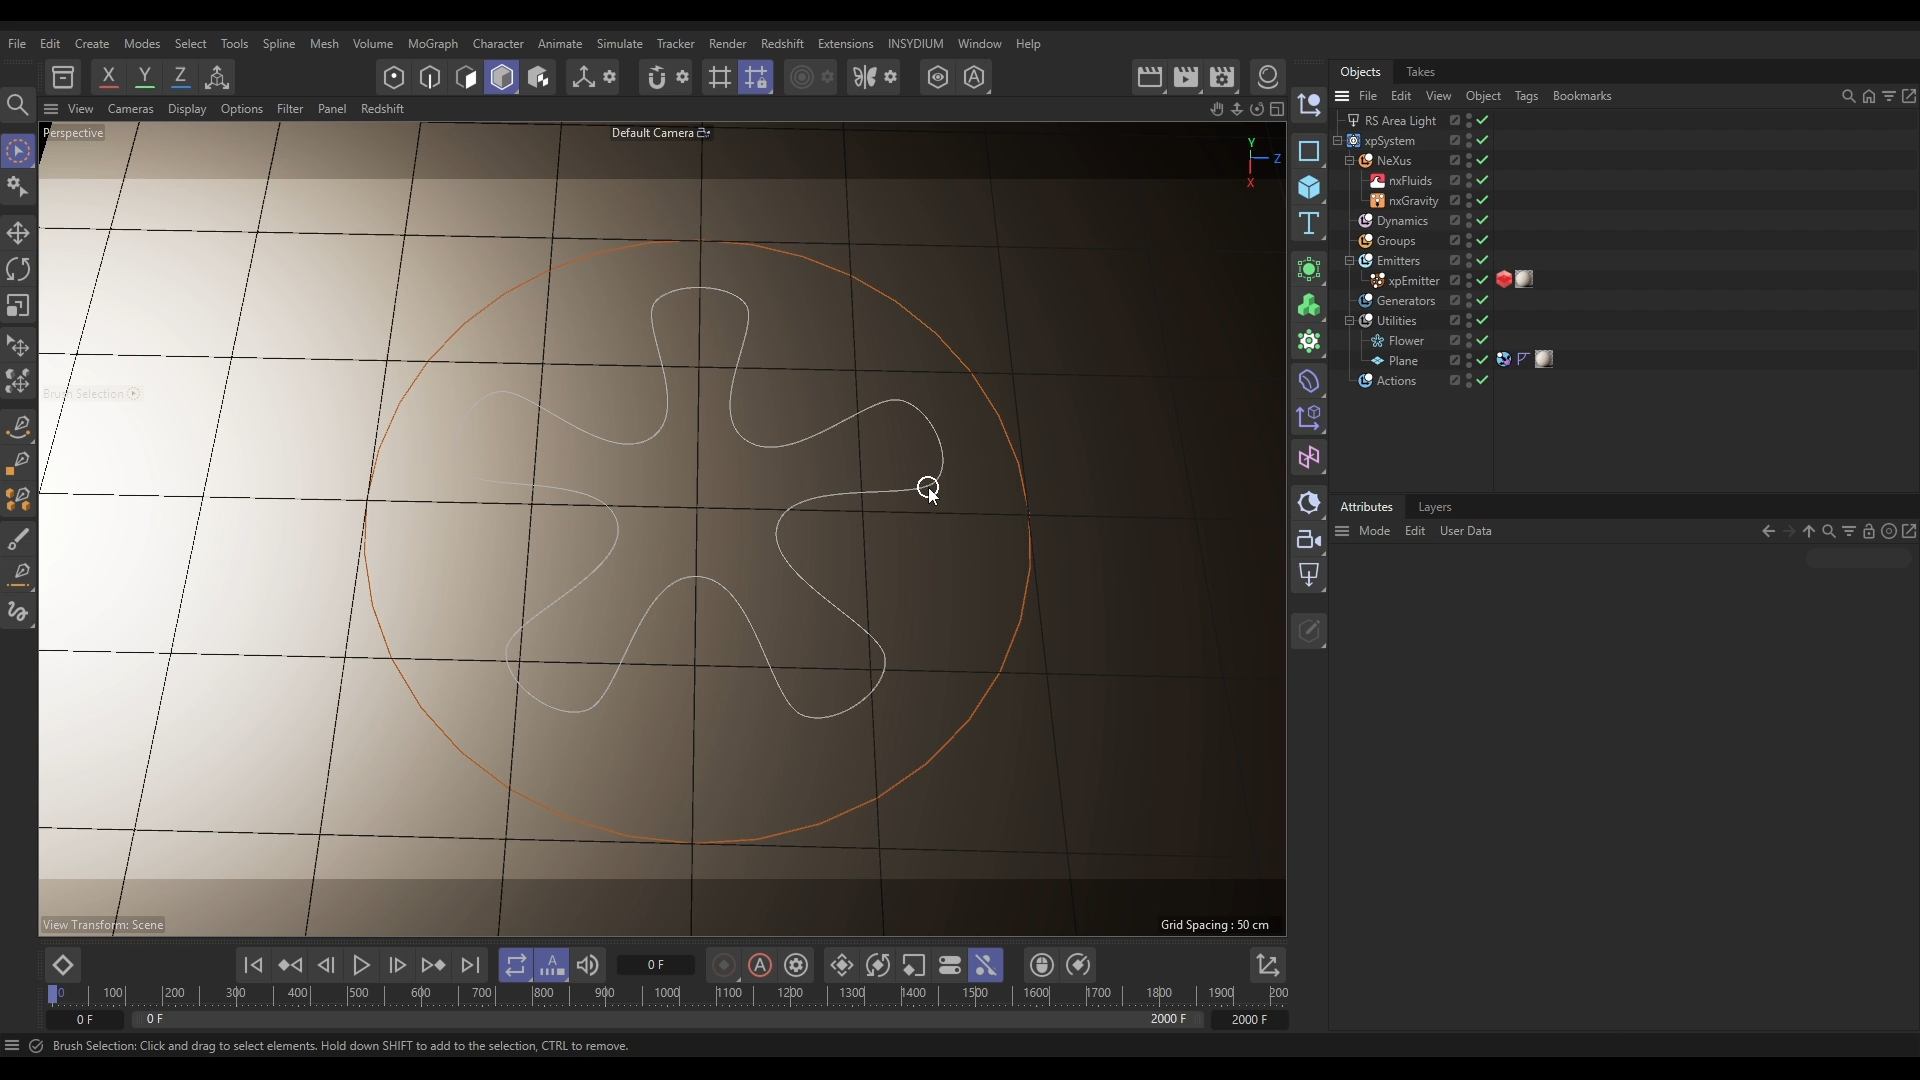 File Edit Create Modes Select Tools Spline Mesh Volume MoGraph Character Animate Simulate Tracker Render Redshift Extensions INSYDIUM Window Help
X Y Z
View Cameras Display Options Filter Panel Redshift
Perspective
Default Camera
Y
Z
X
Brush Selection
View Transform: Scene
Grid Spacing : 50 cm
Objects Takes
File Edit View Object Tags Bookmarks
RS Area Light
xpSystem
NeXus
nxFluids
nxGravity
Dynamics
Groups
Emitters
xpEmitter
Generators
Utilities
Flower
Plane
Actions
Attributes Layers
Mode Edit User Data
0 F
0 100 200 300 400 500 600 700 800 900 1000 1100 1200 1300 1400 1500 1600 1700 1800 1900 200
0 F 0 F 2000 F 2000 F
Brush Selection: Click and drag to select elements. Hold down SHIFT to add to the selection, CTRL to remove.